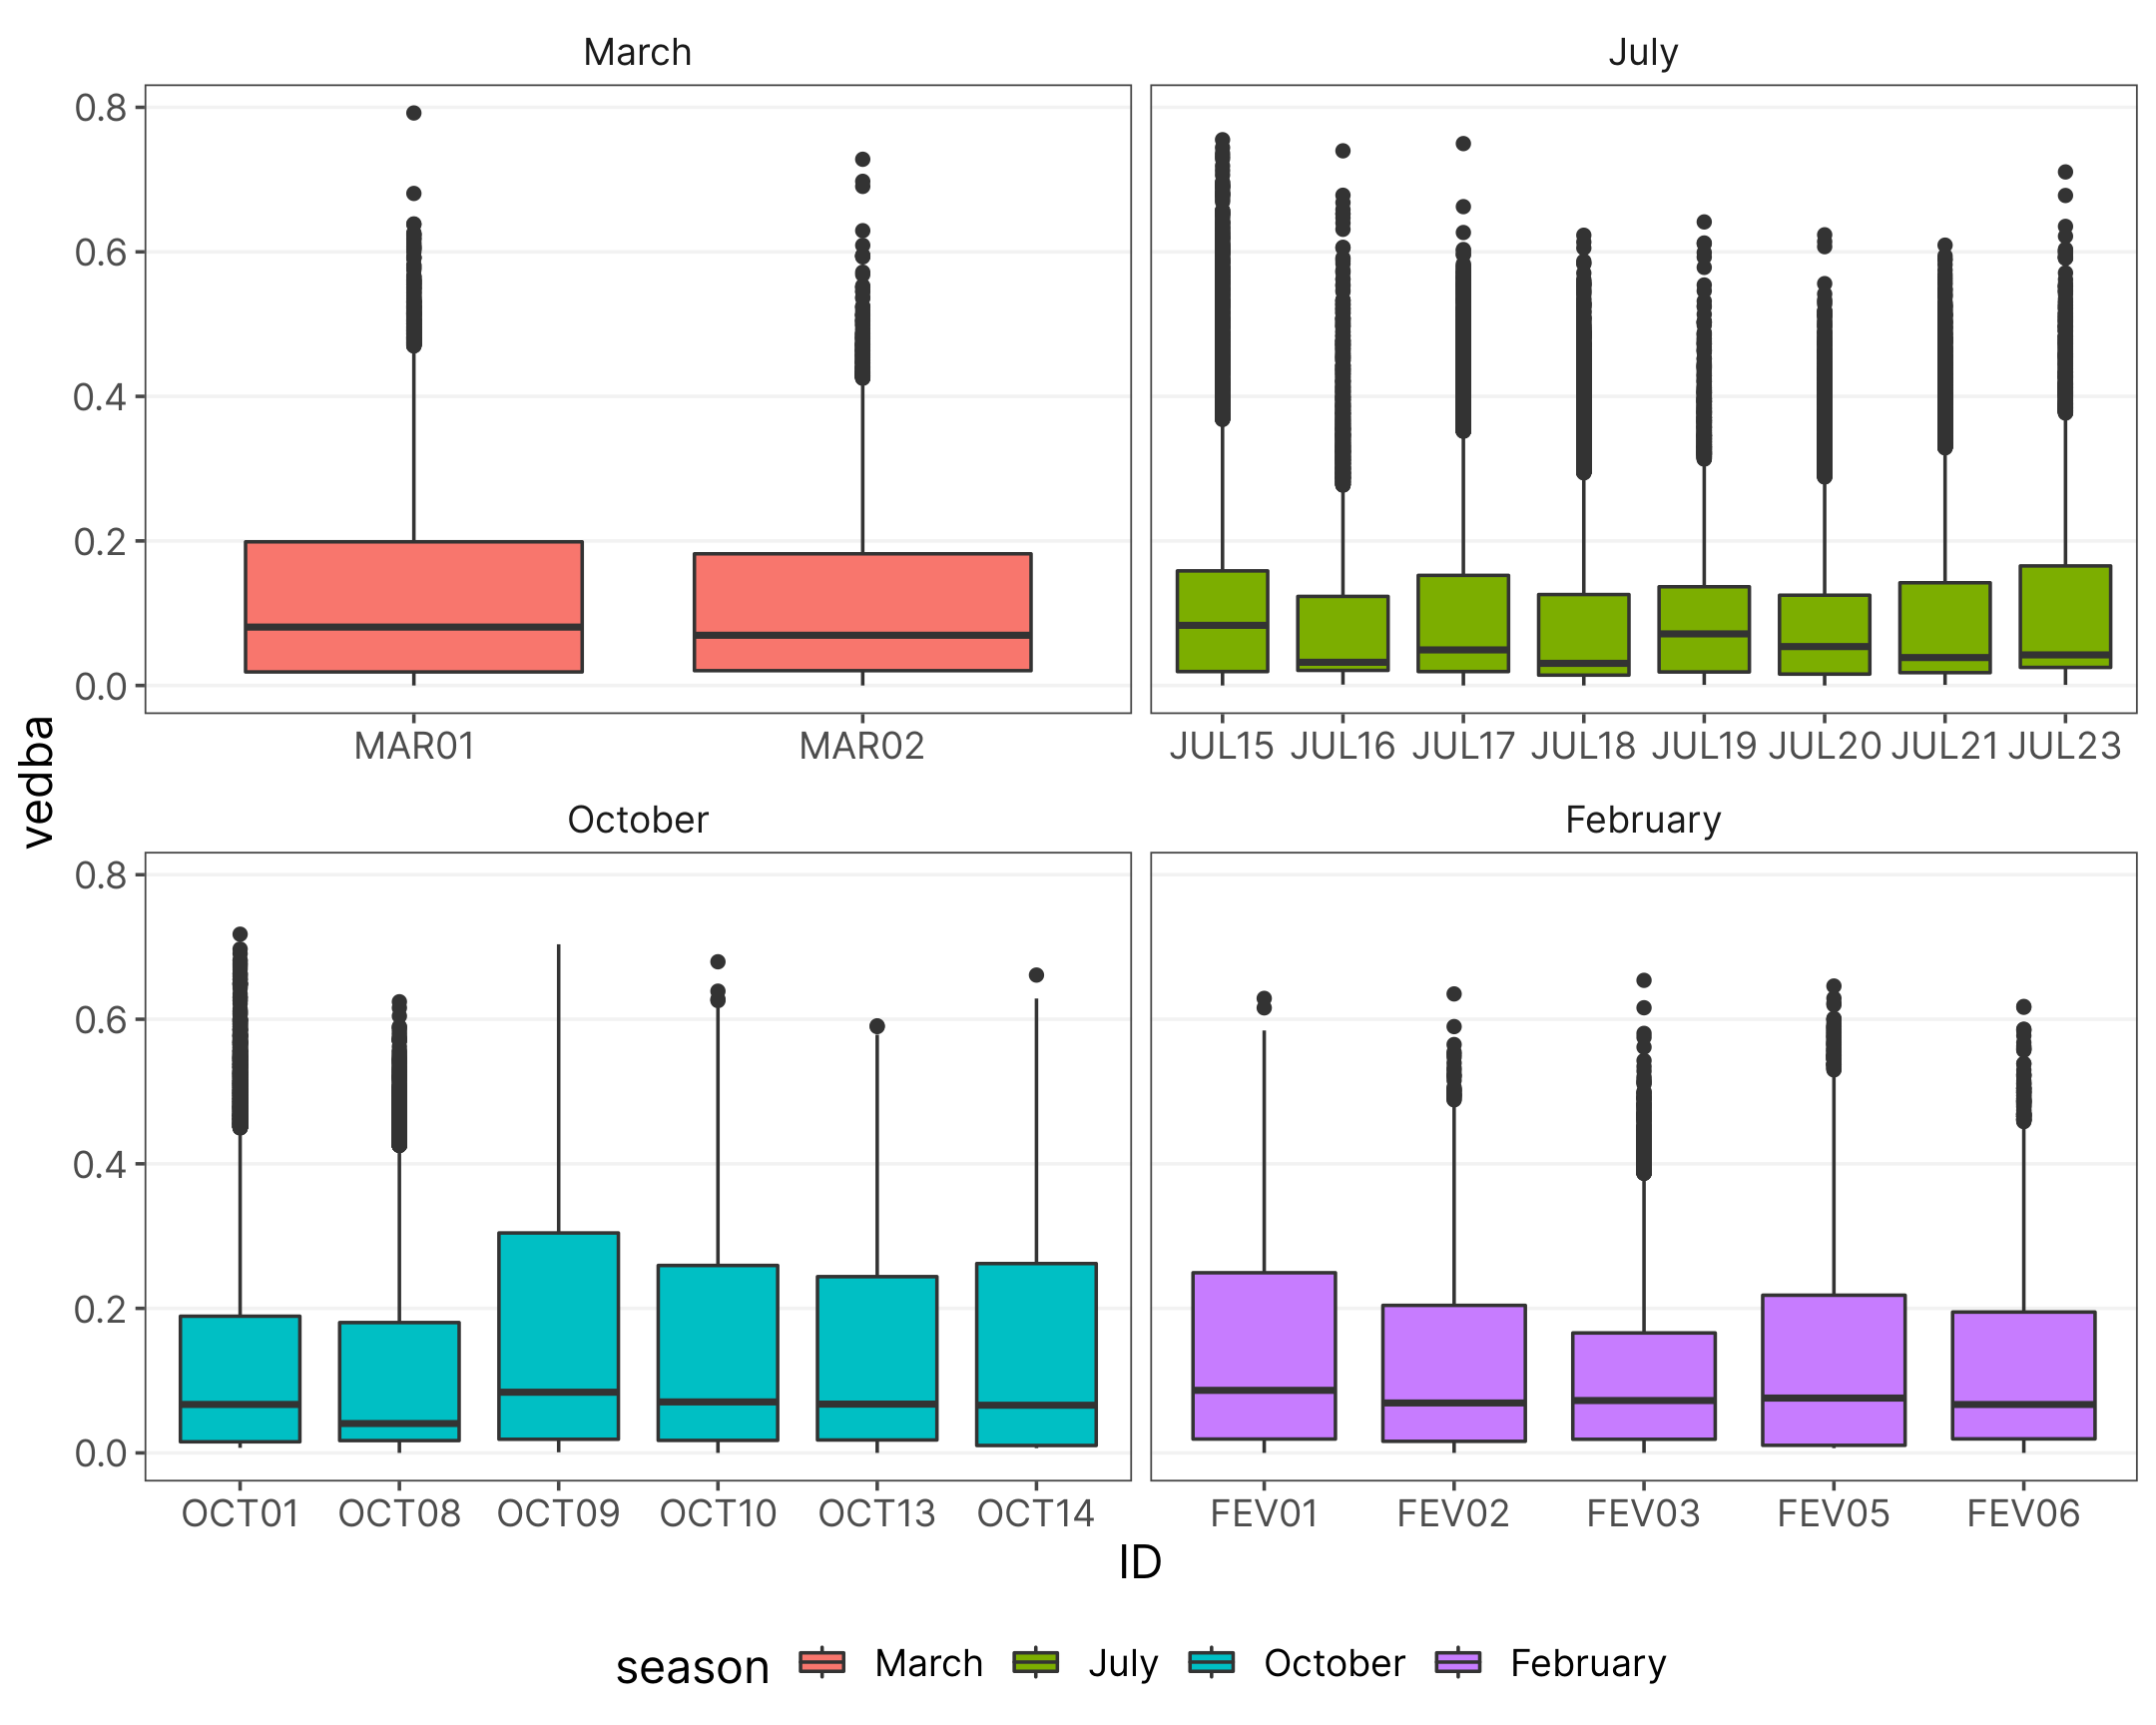 March July
0.8
0.6
0.4
0.2
0.0
MAR01 MAR02 JUL15 JUL16 JUL17 JUL18 JUL19 JUL20 JUL21 JUL23
vedba
October February
0.8
0.6
0.4
0.2
0.0
OCT01 OCT08 OCT09 OCT10 OCT13 OCT14 FEV01 FEV02 FEV03 FEV05 FEV06
ID
season March July October February